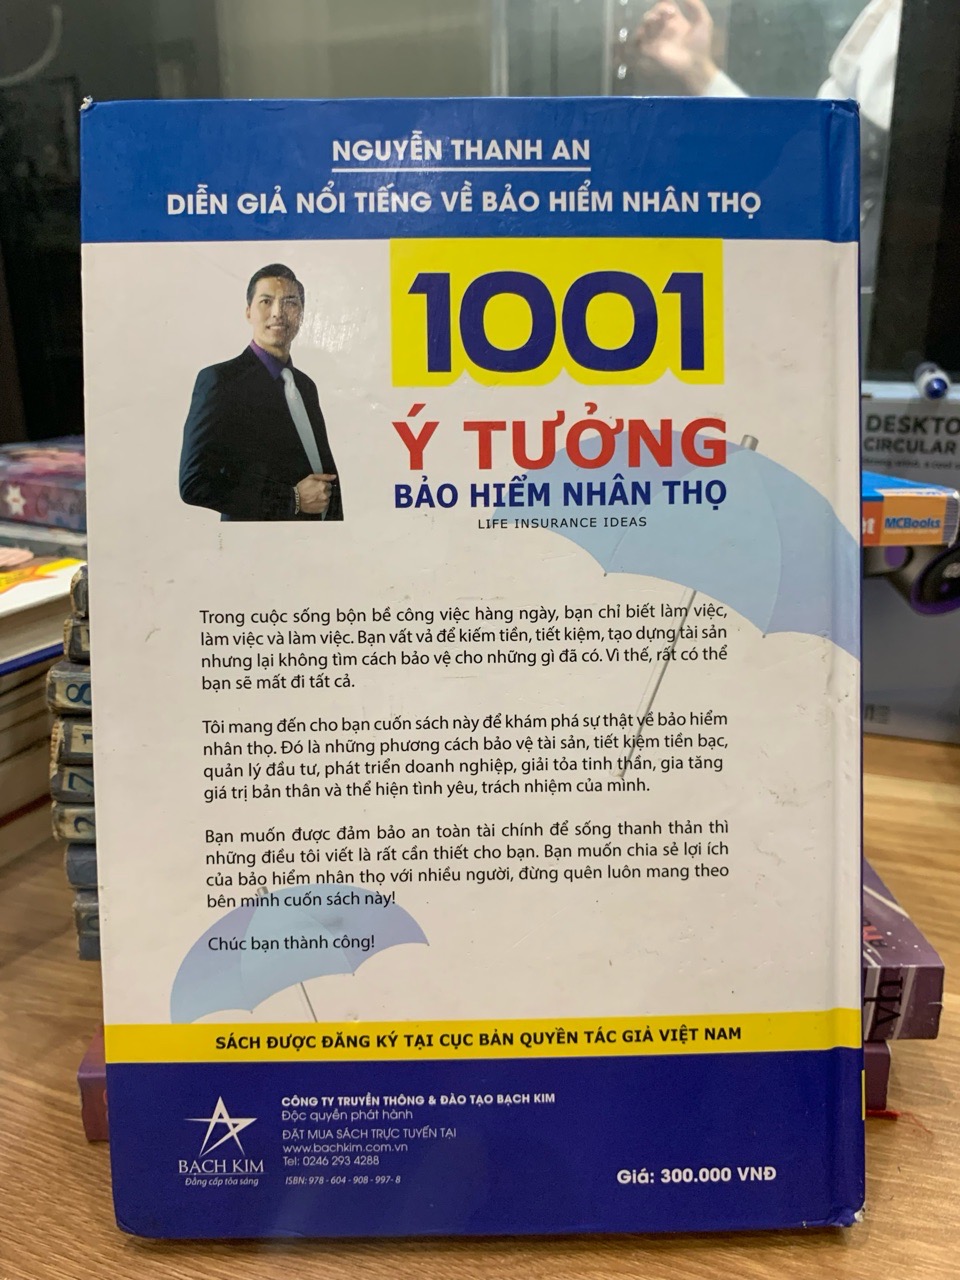 NGUYỄN THANH AN
DIỄN GIẢ NỔI TIẾNG VỀ BẢO HIỂM NHÂN THỌ
1001
Ý TƯỞNG
BẢO HIỂM NHÂN THỌ
LIFE INSURANCE IDEAS
Trong cuộc sống bộn bề công việc hàng ngày, bạn chỉ biết làm việc,
làm việc và làm việc. Bạn vất vả để kiếm tiền, tiết kiệm, tạo dựng tài sản
nhưng lại không tìm cách bảo vệ cho những gì đã có. Vì thế, rất có thể
bạn sẽ mất đi tất cả.
Tôi mang đến cho bạn cuốn sách này để khám phá sự thật về bảo hiểm
nhân thọ. Đó là những phương cách bảo vệ tài sản, tiết kiệm tiền bạc,
quản lý đầu tư, phát triển doanh nghiệp, giải tỏa tinh thần, gia tăng
giá trị bản thân và thể hiện tình yêu, trách nhiệm của mình.
Bạn muốn được đảm bảo an toàn tài chính để sống thanh thản thì
những điều tôi viết là rất cần thiết cho bạn. Bạn muốn chia sẻ lợi ích
của bảo hiểm nhân thọ với nhiều người, đừng quên luôn mang theo
bên mình cuốn sách này!
Chúc bạn thành công!
SÁCH ĐƯỢC ĐĂNG KÝ TẠI CỤC BẢN QUYỀN TÁC GIẢ VIỆT NAM
CÔNG TY TRUYỀN THÔNG & ĐÀO TẠO BẠCH KIM
Độc quyền phát hành
ĐẶT MUA SÁCH TRỰC TUYẾN TẠI
www.bachkim.com.vn
Tel: 0246 293 4288
ISBN: 978 - 604 - 908 - 997- 8
BẠCH KIM
Đẳng cấp tỏa sáng
Giá: 300.000 VNĐ
DESKTO
CIRCULAR
MCBooks
8
1
7
2